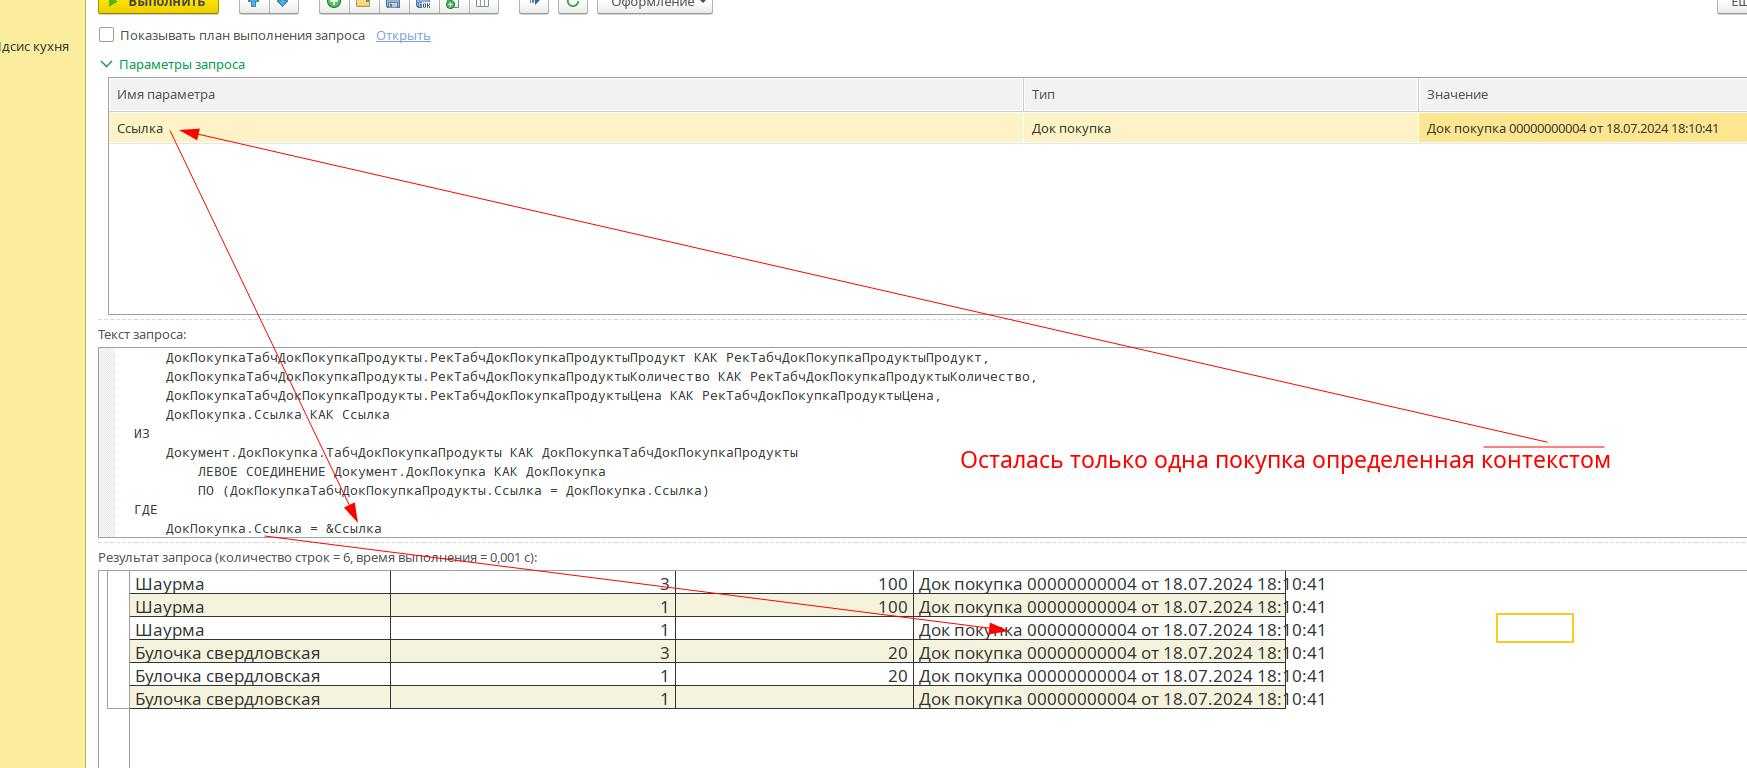 Выполнить
Оформление
Показывать план выполнения запроса Открыть
дсис кухня
Параметры запроса
Имя параметра Тип Значение
Ссылка Док покупка Док покупка 00000000004 от 18.07.2024 18:10:41
Текст запроса:
ДокПокупкаТабчДокПокупкаПродукты.РекТабчДокПокупкаПродуктыПродукт КАК РекТабчДокПокупкаПродуктыПродукт,
ДокПокупкаТабчДокПокупкаПродукты.РекТабчДокПокупкаПродуктыКоличество КАК РекТабчДокПокупкаПродуктыКоличество,
ДокПокупкаТабчДокПокупкаПродукты.РекТабчДокПокупкаПродуктыЦена КАК РекТабчДокПокупкаПродуктыЦена,
ДокПокупка.Ссылка КАК Ссылка
ИЗ
Документ.ДокПокупка.ТабчДокПокупкаПродукты КАК ДокПокупкаТабчДокПокупкаПродукты
ЛЕВОЕ СОЕДИНЕНИЕ Документ.ДокПокупка КАК ДокПокупка
ПО (ДокПокупкаТабчДокПокупкаПродукты.Ссылка = ДокПокупка.Ссылка)
ГДЕ
ДокПокупка.Ссылка = &Ссылка
Осталась только одна покупка определенная контекстом
Результат запроса (количество строк = 6, время выполнения = 0,001 с):
Шаурма 3 100 Док покупка 00000000004 от 18.07.2024 18:10:41
Шаурма 1 100 Док покупка 00000000004 от 18.07.2024 18:10:41
Шаурма 1 Док покупка 00000000004 от 18.07.2024 18:10:41
Булочка свердловская 3 20 Док покупка 00000000004 от 18.07.2024 18:10:41
Булочка свердловская 1 20 Док покупка 00000000004 от 18.07.2024 18:10:41
Булочка свердловская 1 Док покупка 00000000004 от 18.07.2024 18:10:41